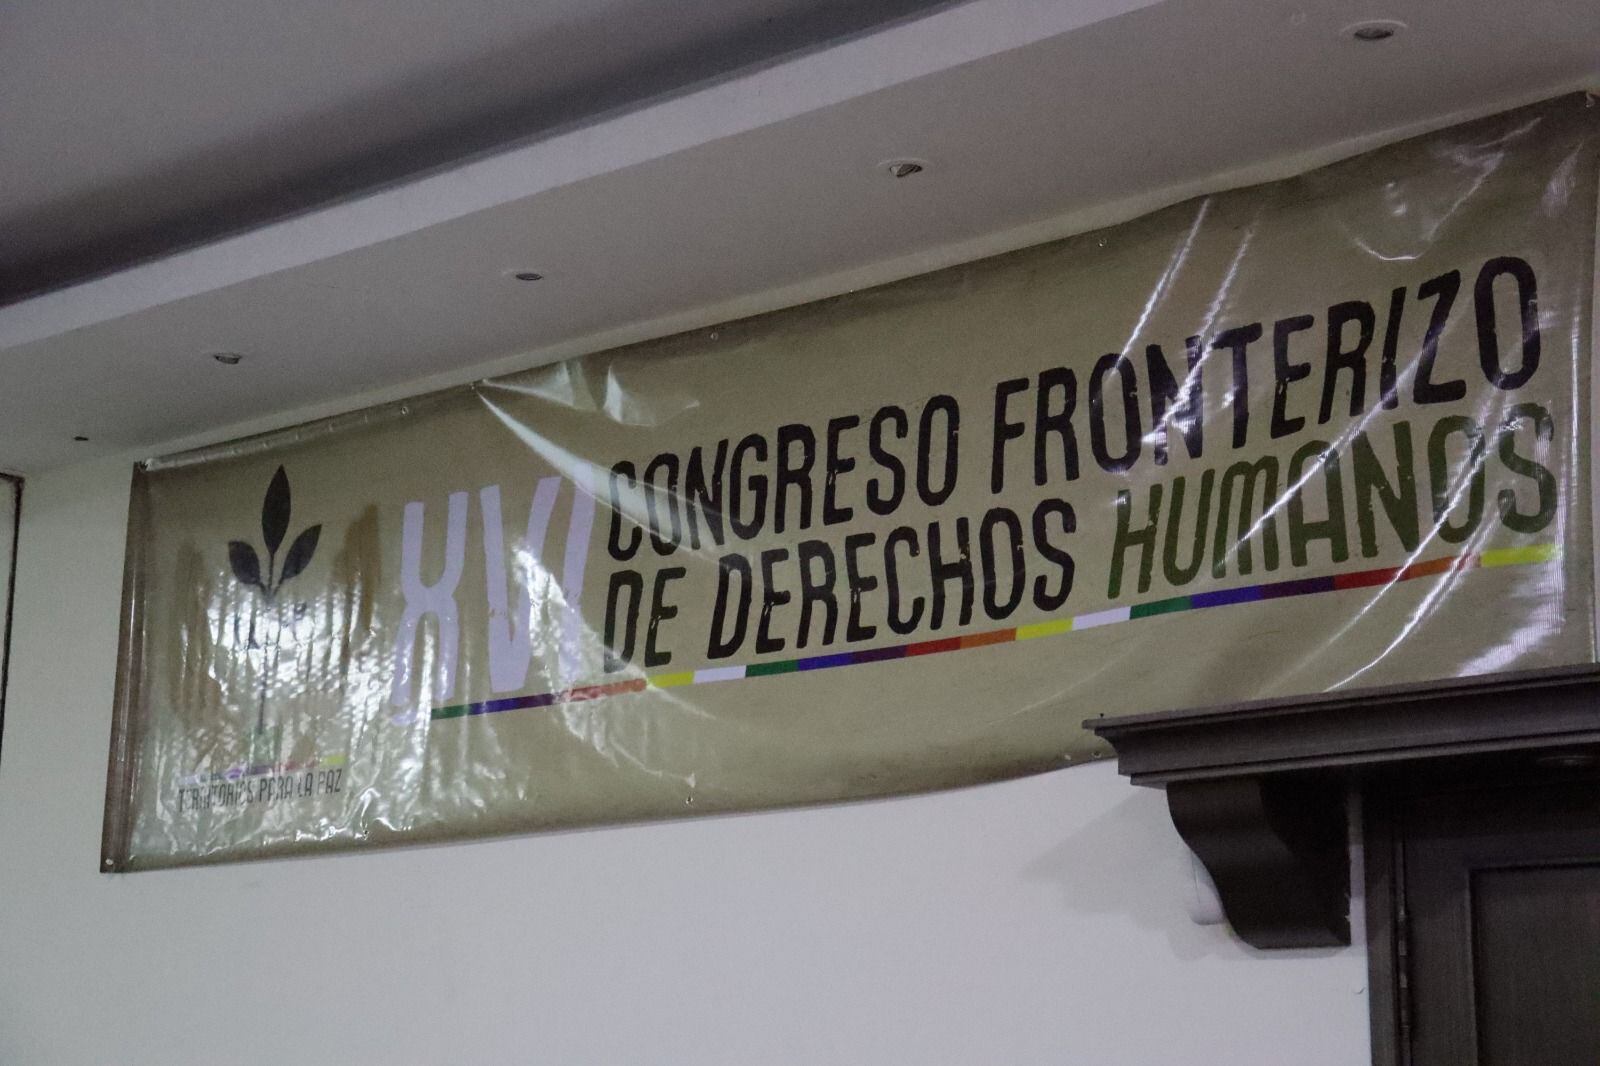 XVI CONGRESO FRONTERIZO
DE DERECHOS HUMANOS
TERRITORIOS PARA LA PAZ